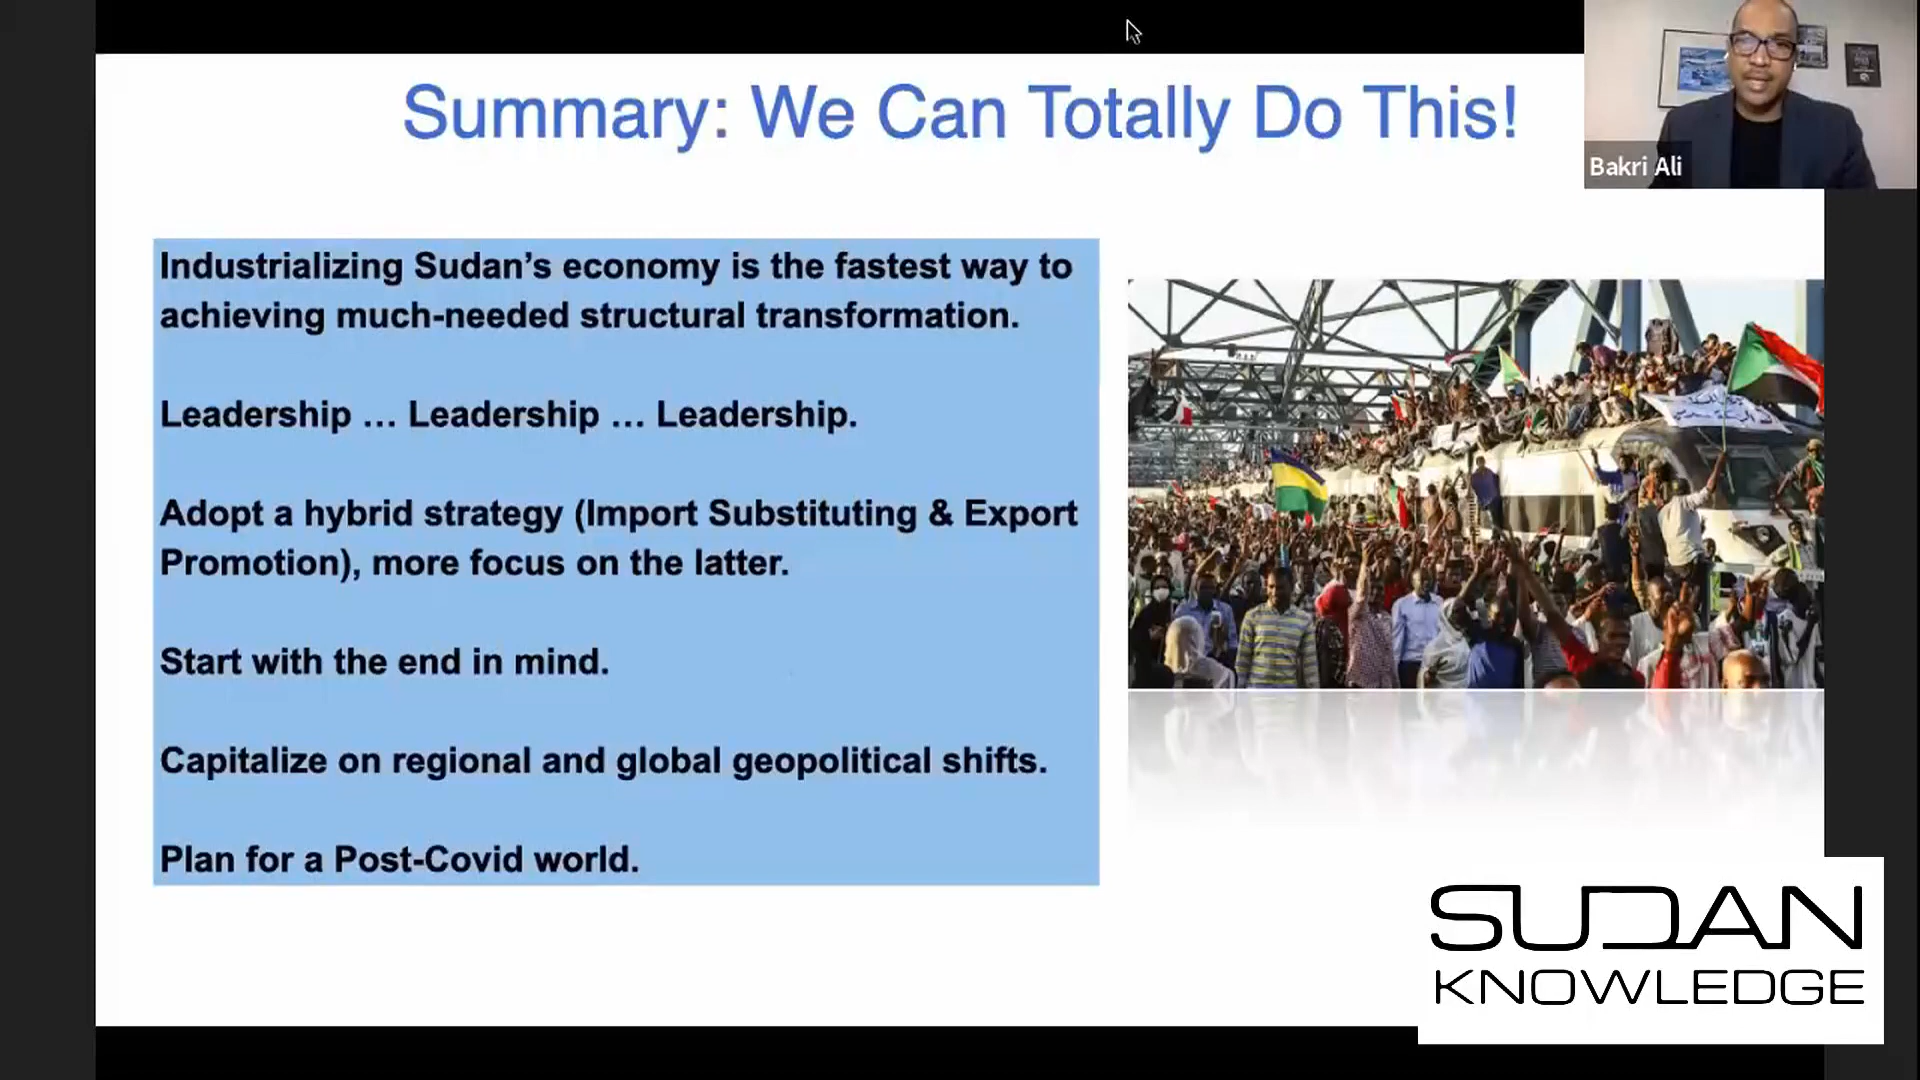 Summary: We Can Totally Do This!
Bakri Ali
Industrializing Sudan’s economy is the fastest way to
achieving much-needed structural transformation.
Leadership … Leadership … Leadership.
Adopt a hybrid strategy (Import Substituting & Export
Promotion), more focus on the latter.
Start with the end in mind.
Capitalize on regional and global geopolitical shifts.
Plan for a Post-Covid world.
SUDAN
KNOWLEDGE